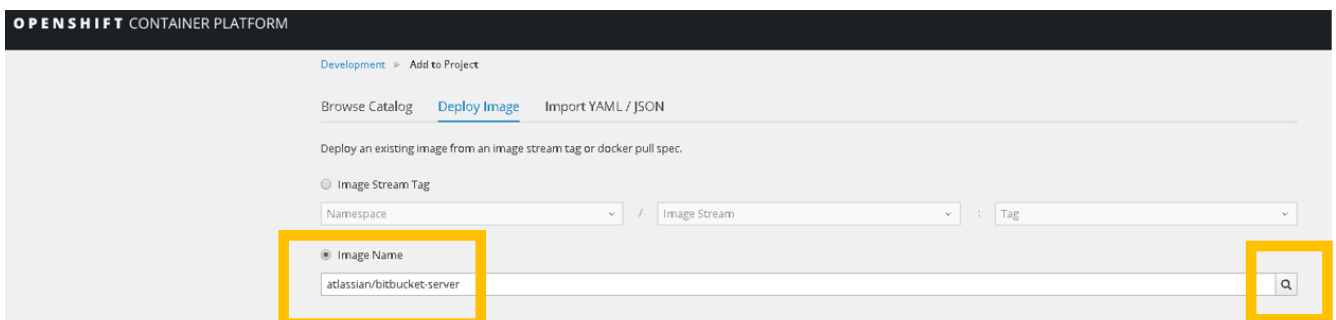 OPENSHIFT CONTAINER PLATFORM
Development » Add to Project
Browse Catalog Deploy Image Import YAML / JSON
Deploy an existing image from an image stream tag or docker pull spec.
Image Stream Tag
Namespace / Image Stream : Tag
Image Name
atlassian/bitbucket-server